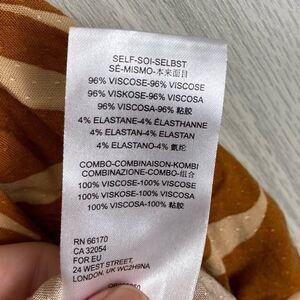 SELF-SOI-SELBST
SÉ-MISMO-本来面目
96% VISCOSE-96% VISCOSE
96% VISKOSE-96% VISCOSA
96% VISCOSA-96% 粘胶
4% ELASTANE-4% ÉLASTHANNE
4% ELASTAN-4% ELASTAN
4% ELASTANO-4% 氨纶
COMBO-COMBINAISON-KOMBI
COMBINAZIONE-COMBO-组合
100% VISCOSE-100% VISCOSE
100% VISKOSE-100% VISCOSA
100% VISCOSA-100% 粘胶
RN 66170
CA 32054
FOR EU
24 WEST STREET,
LONDON, UK WC2H9NA